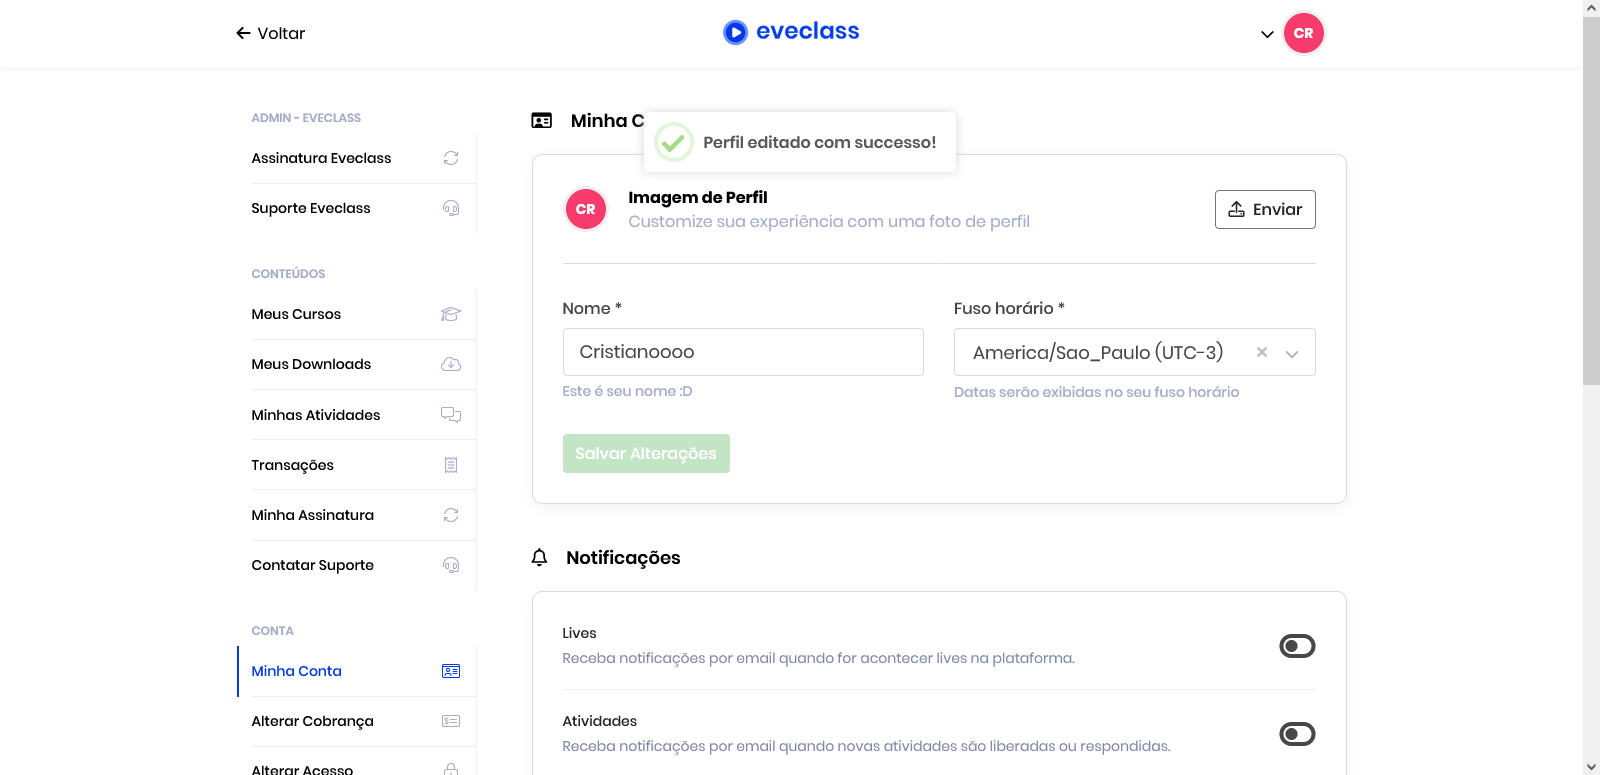 Voltar
eveclass
CR
ADMIN - EVECLASS
Assinatura Eveclass
Suporte Eveclass
CONTEÚDOS
Meus Cursos
Meus Downloads
Minhas Atividades
Transações
Minha Assinatura
Contatar Suporte
CONTA
Minha Conta
Alterar Cobrança
Alterar Acesso
Minha C
Perfil editado com successo!
CR
Imagem de Perfil
Customize sua experiência com uma foto de perfil
Enviar
Nome *
Cristianoooo
Este é seu nome :D
Fuso horário *
America/Sao_Paulo (UTC-3)
Datas serão exibidas no seu fuso horário
Salvar Alterações
Notificações
Lives
Receba notificações por email quando for acontecer lives na plataforma.
Atividades
Receba notificações por email quando novas atividades são liberadas ou respondidas.